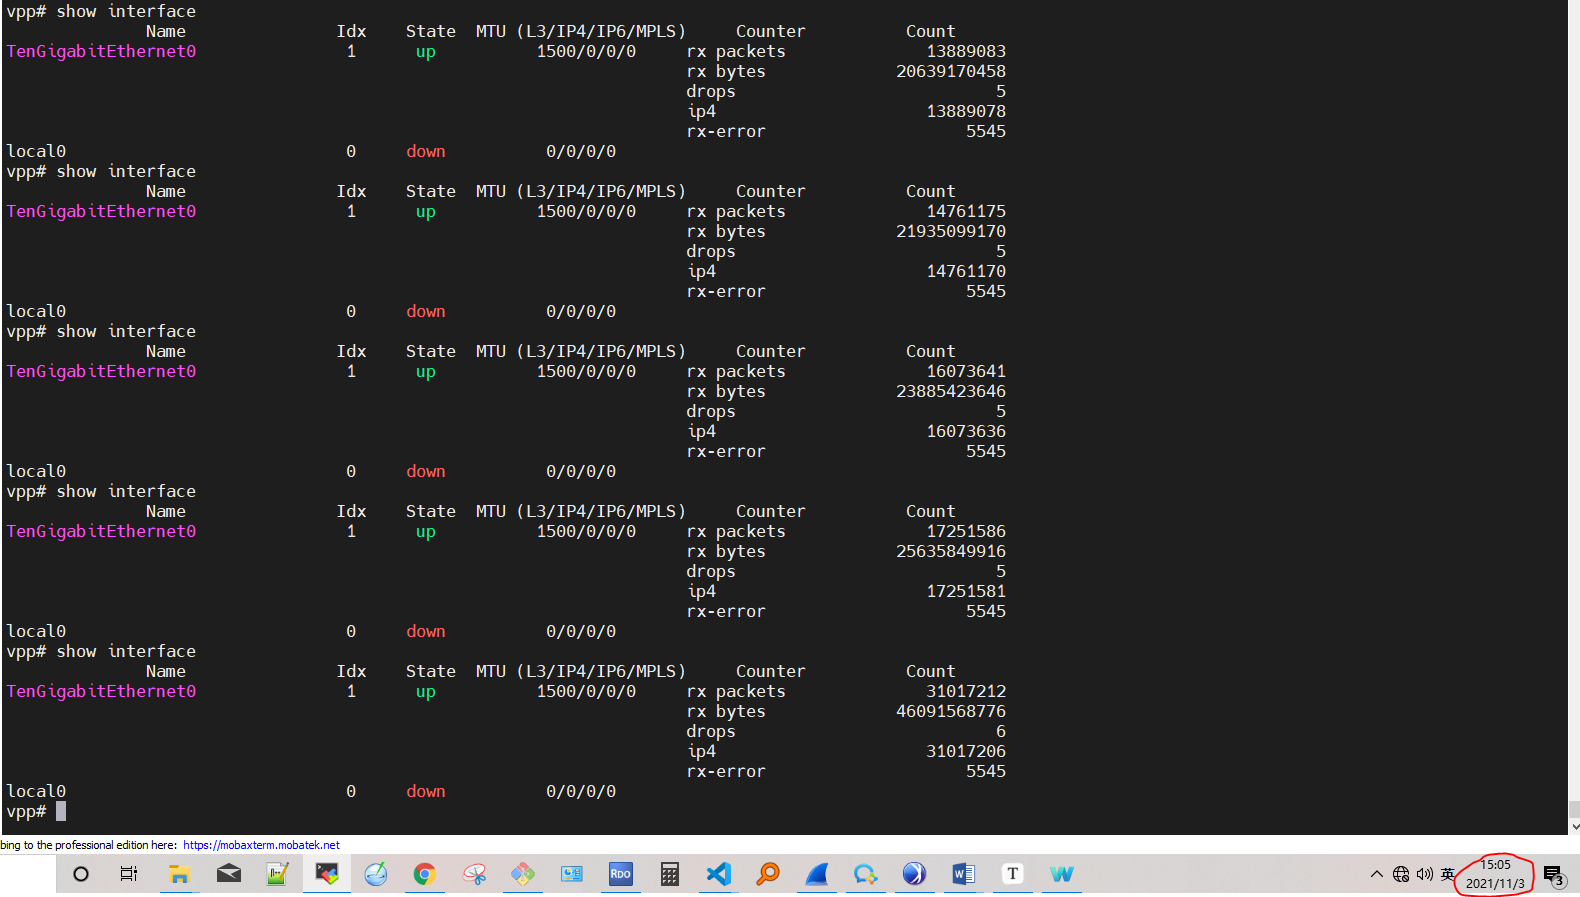 vpp# show interface
Name Idx State MTU (L3/IP4/IP6/MPLS) Counter Count
TenGigabitEthernet0 1 up 1500/0/0/0 rx packets 13889083
rx bytes 20639170458
drops 5
ip4 13889078
rx-error 5545
local0 0 down 0/0/0/0
vpp# show interface
Name Idx State MTU (L3/IP4/IP6/MPLS) Counter Count
TenGigabitEthernet0 1 up 1500/0/0/0 rx packets 14761175
rx bytes 21935099170
drops 5
ip4 14761170
rx-error 5545
local0 0 down 0/0/0/0
vpp# show interface
Name Idx State MTU (L3/IP4/IP6/MPLS) Counter Count
TenGigabitEthernet0 1 up 1500/0/0/0 rx packets 16073641
rx bytes 23885423646
drops 5
ip4 16073636
rx-error 5545
local0 0 down 0/0/0/0
vpp# show interface
Name Idx State MTU (L3/IP4/IP6/MPLS) Counter Count
TenGigabitEthernet0 1 up 1500/0/0/0 rx packets 17251586
rx bytes 25635849916
drops 5
ip4 17251581
rx-error 5545
local0 0 down 0/0/0/0
vpp# show interface
Name Idx State MTU (L3/IP4/IP6/MPLS) Counter Count
TenGigabitEthernet0 1 up 1500/0/0/0 rx packets 31017212
rx bytes 46091568776
drops 6
ip4 31017206
rx-error 5545
local0 0 down 0/0/0/0
vpp#
bing to the professional edition here: https://mobaxterm.mobatek.net
RDO
W
T
W
英
15:05
2021/11/3
3